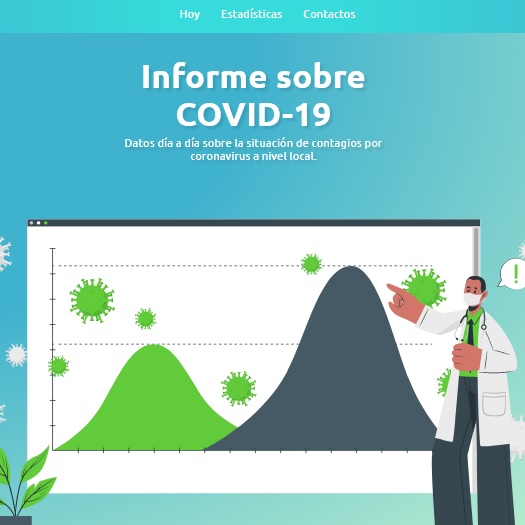 Hoy Estadísticas Contactos
Informe sobre
COVID-19
Datos día a día sobre la situación de contagios por
coronavirus a nivel local.
!